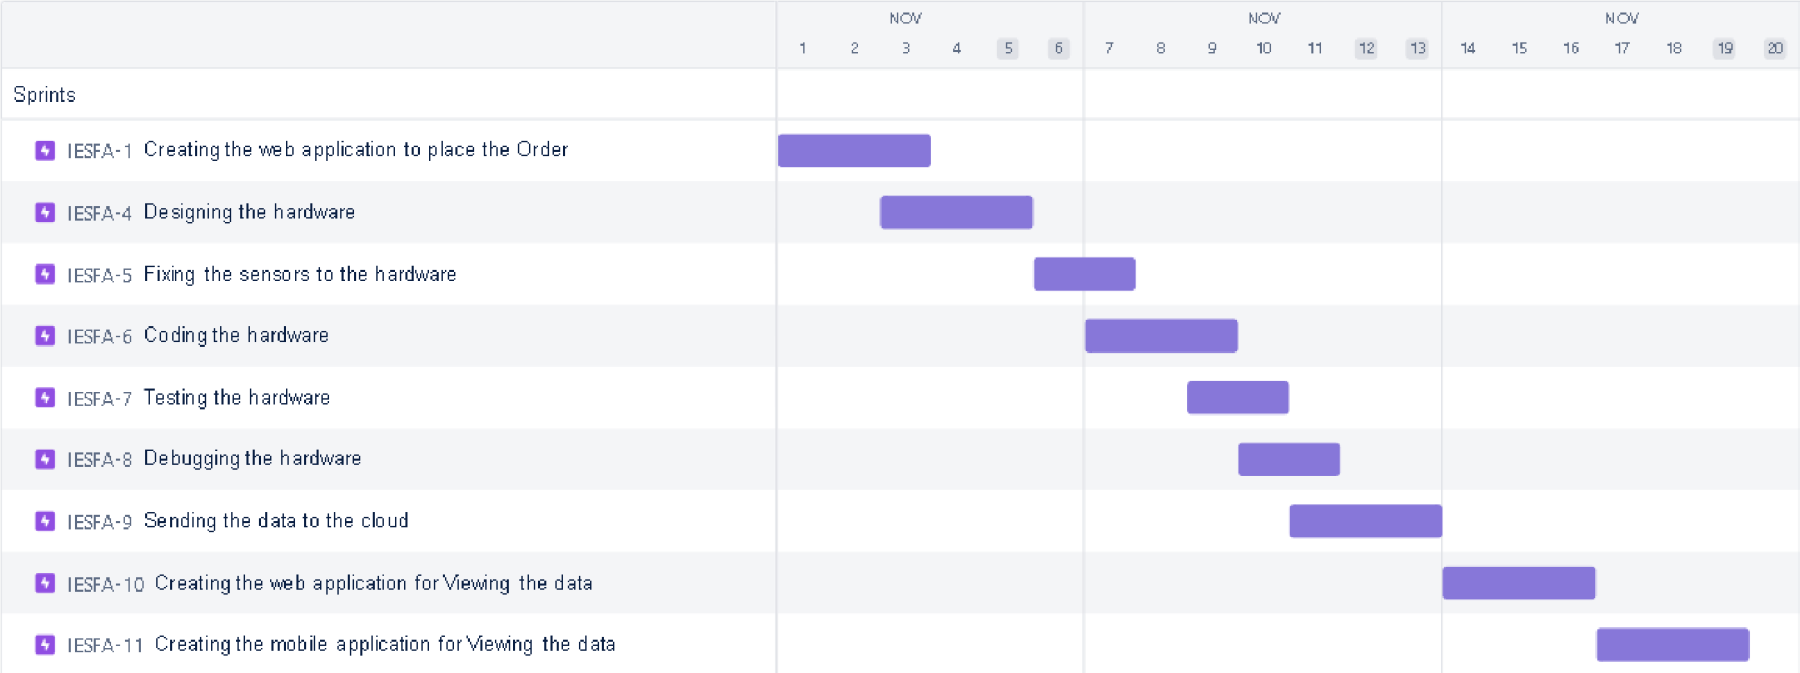 NOV NOV NOV
1 2 3 4 5 6 7 8 9 10 11 12 13 14 15 16 17 18 19 20
Sprints
IESFA-1 Creating the web application to place the Order
IESFA-4 Designing the hardware
IESFA-5 Fixing the sensors to the hardware
IESFA-6 Coding the hardware
IESFA-7 Testing the hardware
IESFA-8 Debugging the hardware
IESFA-9 Sending the data to the cloud
IESFA-10 Creating the web application for Viewing the data
IESFA-11 Creating the mobile application for Viewing the data